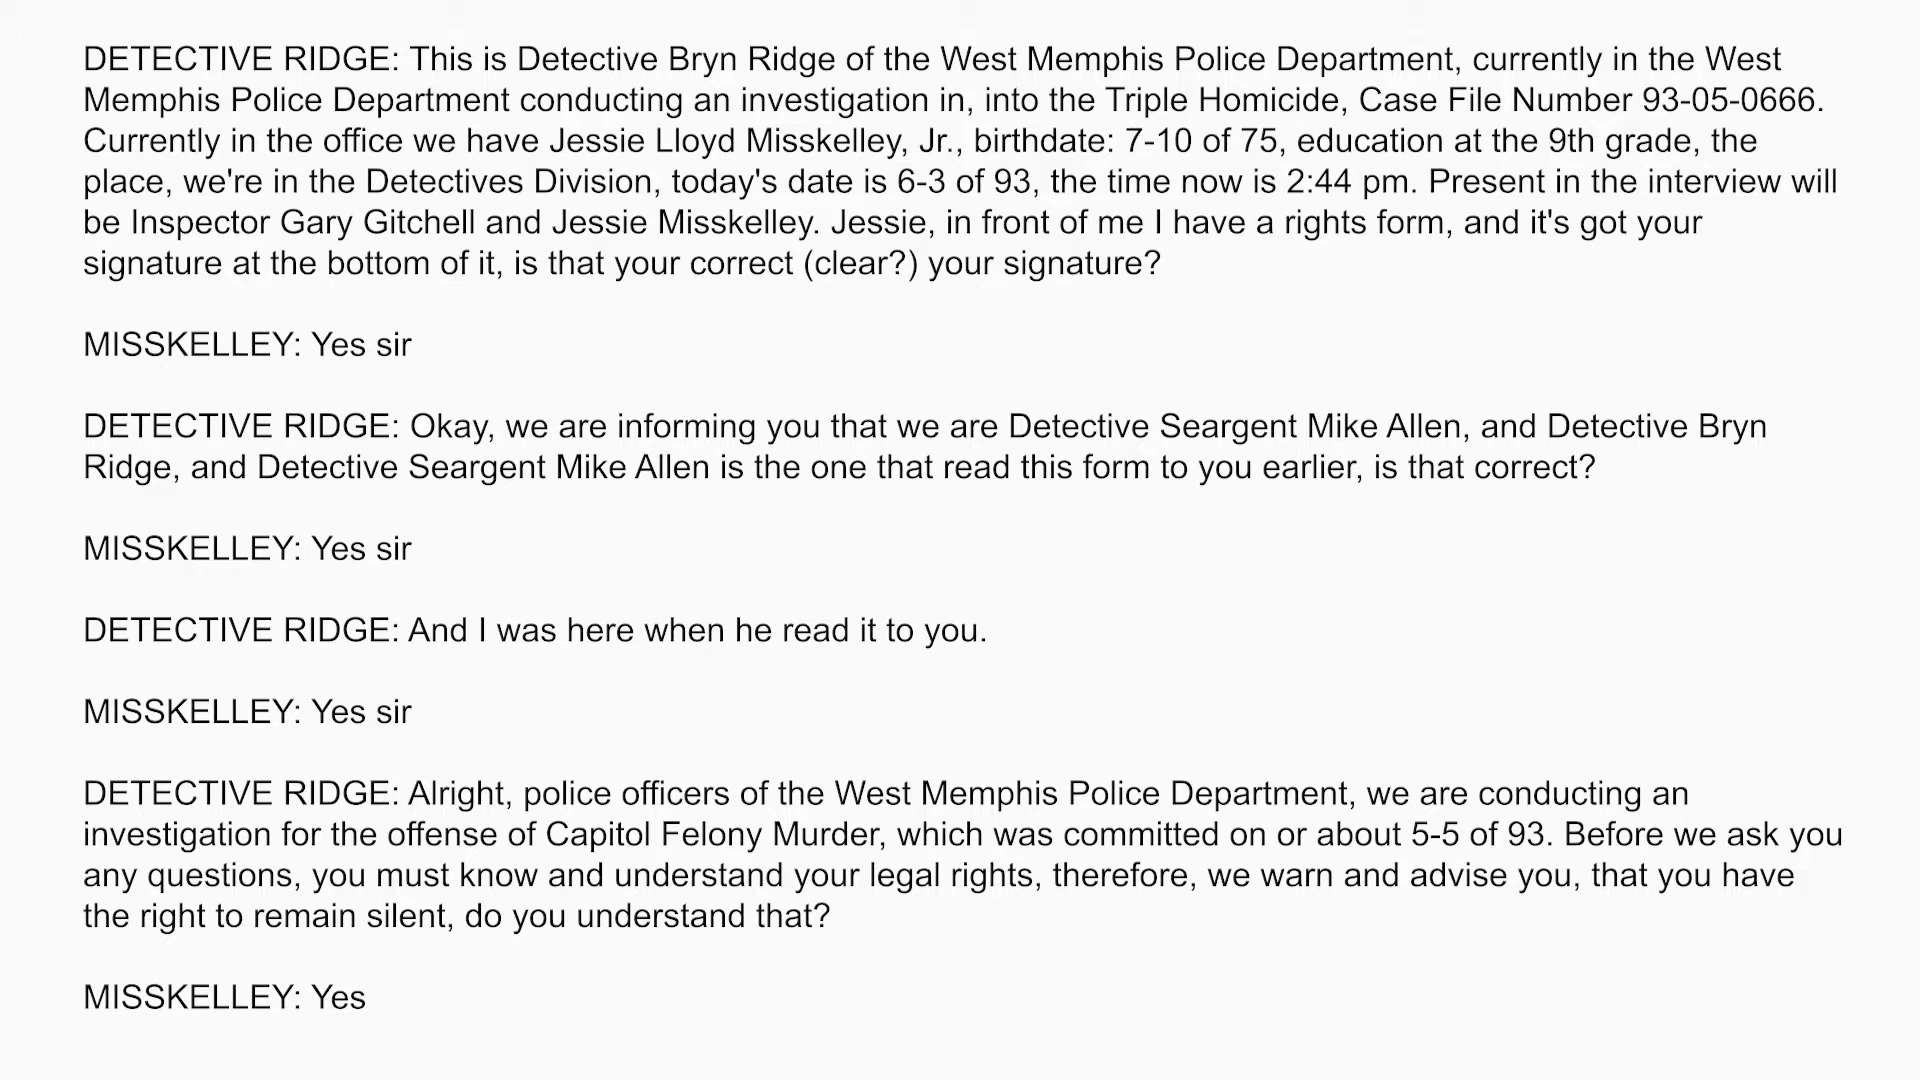 DETECTIVE RIDGE: This is Detective Bryn Ridge of the West Memphis Police Department, currently in the West
Memphis Police Department conducting an investigation in, into the Triple Homicide, Case File Number 93-05-0666.
Currently in the office we have Jessie Lloyd Misskelley, Jr., birthdate: 7-10 of 75, education at the 9th grade, the
place, we're in the Detectives Division, today's date is 6-3 of 93, the time now is 2:44 pm. Present in the interview will
be Inspector Gary Gitchell and Jessie Misskelley. Jessie, in front of me I have a rights form, and it's got your
signature at the bottom of it, is that your correct (clear?) your signature?
MISSKELLEY: Yes sir
DETECTIVE RIDGE: Okay, we are informing you that we are Detective Seargent Mike Allen, and Detective Bryn
Ridge, and Detective Seargent Mike Allen is the one that read this form to you earlier, is that correct?
MISSKELLEY: Yes sir
DETECTIVE RIDGE: And I was here when he read it to you.
MISSKELLEY: Yes sir
DETECTIVE RIDGE: Alright, police officers of the West Memphis Police Department, we are conducting an
investigation for the offense of Capitol Felony Murder, which was committed on or about 5-5 of 93. Before we ask you
any questions, you must know and understand your legal rights, therefore, we warn and advise you, that you have
the right to remain silent, do you understand that?
MISSKELLEY: Yes